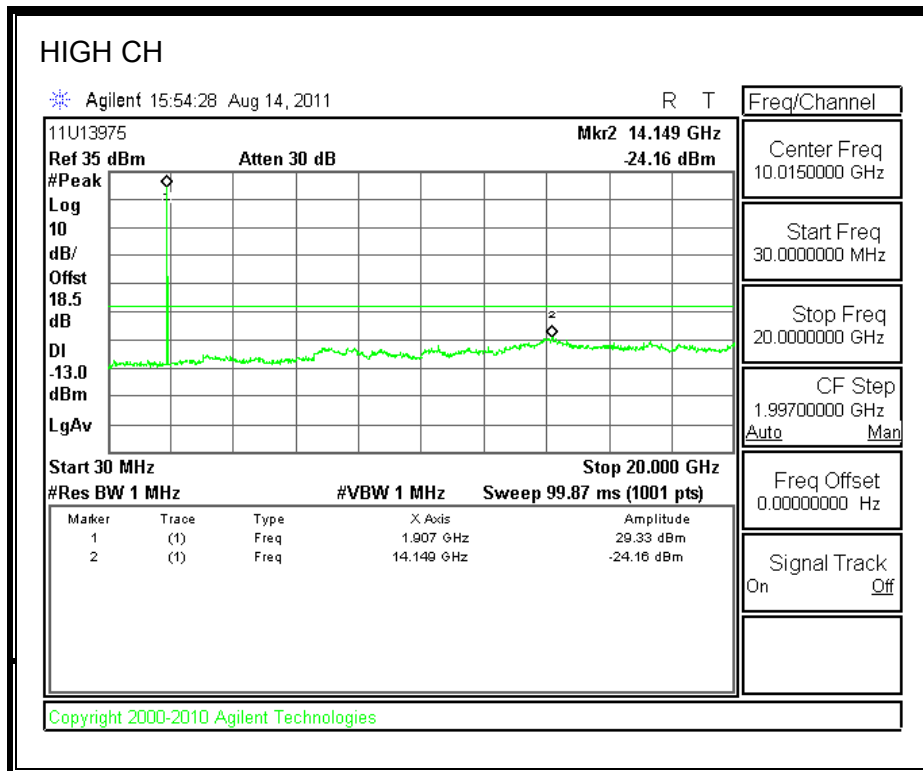 HIGH CH
Agilent 15:54:28 Aug 14, 2011 R T
11U13975 Mkr2 14.149 GHz
Ref 35 dBm Atten 30 dB -24.16 dBm
#Peak
Log
10
dB/
Offst
18.5
dB
DI
-13.0
dBm
LgAv
1
2
Start 30 MHz Stop 20.000 GHz
#Res BW 1 MHz #VBW 1 MHz Sweep 99.87 ms (1001 pts)
Marker Trace Type X Axis Amplitude
1 (1) Freq 1.907 GHz 29.33 dBm
2 (1) Freq 14.149 GHz -24.16 dBm
Freq/Channel
Center Freq
10.0150000 GHz
Start Freq
30.0000000 MHz
Stop Freq
20.0000000 GHz
CF Step
1.99700000 GHz
Auto Man
Freq Offset
0.00000000 Hz
Signal Track
On Off
Copyright 2000-2010 Agilent Technologies